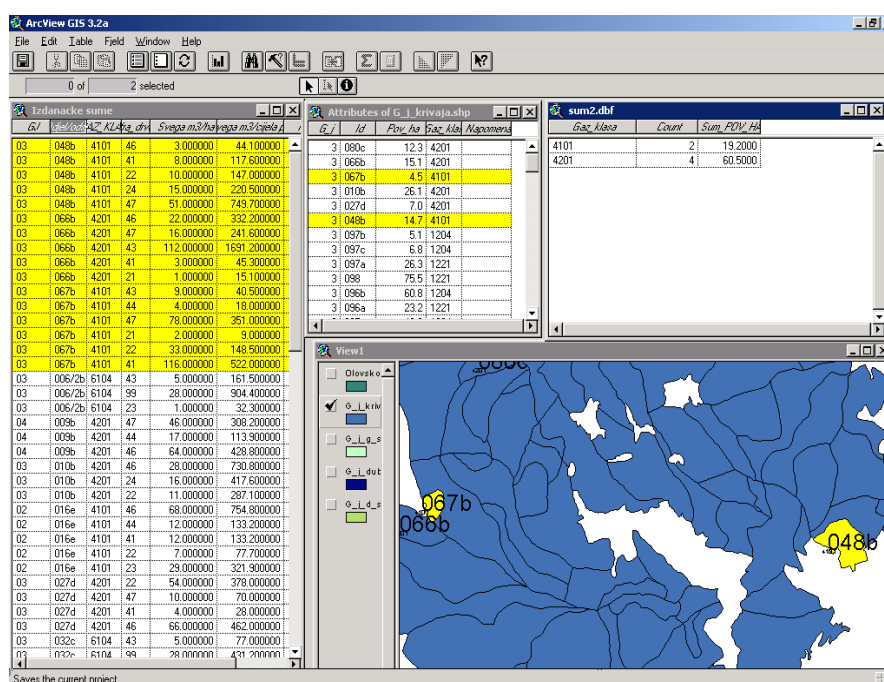 ArcView GIS 3.2a
File Edit Table Field Window Help
0 of 2 selected
Izdanacke sume
03 048b 4101 46 3.000000 44.100000
03 048b 4101 41 8.000000 117.600000
03 048b 4101 22 10.000000 147.000000
03 048b 4101 24 15.000000 220.500000
03 048b 4101 47 51.000000 749.700000
03 066b 4201 46 22.000000 332.200000
03 066b 4201 47 16.000000 241.600000
03 066b 4201 43 112.000000 1691.200000
03 066b 4201 41 3.000000 45.300000
03 066b 4201 21 1.000000 15.100000
03 067b 4101 43 9.000000 40.500000
03 067b 4101 44 4.000000 18.000000
03 067b 4101 47 78.000000 351.000000
03 067b 4101 21 2.000000 9.000000
03 067b 4101 22 33.000000 148.500000
03 067b 4101 41 116.000000 522.000000
03 006/2b 6104 43 5.000000 161.500000
03 006/2b 6104 99 28.000000 904.400000
03 006/2b 6104 23 1.000000 32.300000
04 009b 4201 47 46.000000 308.200000
04 009b 4201 44 17.000000 113.900000
04 009b 4201 46 64.000000 428.800000
03 010b 4201 46 28.000000 730.800000
03 010b 4201 24 16.000000 417.600000
03 010b 4201 22 11.000000 287.100000
02 016e 4101 46 68.000000 754.800000
02 016e 4101 44 12.000000 133.200000
02 016e 4101 41 12.000000 133.200000
02 016e 4101 22 7.000000 77.700000
02 016e 4101 23 29.000000 321.900000
03 027d 4201 22 54.000000 378.000000
03 027d 4201 47 10.000000 70.000000
03 027d 4201 41 4.000000 28.000000
03 027d 4201 46 66.000000 462.000000
03 032c 6104 43 5.000000 77.000000
03 032c 6104 99 28.000000 431.200000
Attributes of G_j_krivaja.shp
G_j Id Pov_ha Gaz_klas Napomena
3 080c 12.3 4201
3 066b 15.1 4201
3 067b 4.5 4101
3 010b 26.1 4201
3 027d 7.0 4201
3 048b 14.7 4101
3 097b 5.1 1204
3 097c 6.8 1204
3 097a 26.3 1221
3 098 75.5 1221
3 096b 60.8 1204
3 096a 23.2 1221
sum2.dbf
Gaz_klasa Count Sum_POV_HA
4101 2 19.2000
4201 4 60.5000
View1
Olovsko
G_j_kriv
G_j_g_s
G_j_dub
G_j_d_s
067b
066b
048b
Saves the current project